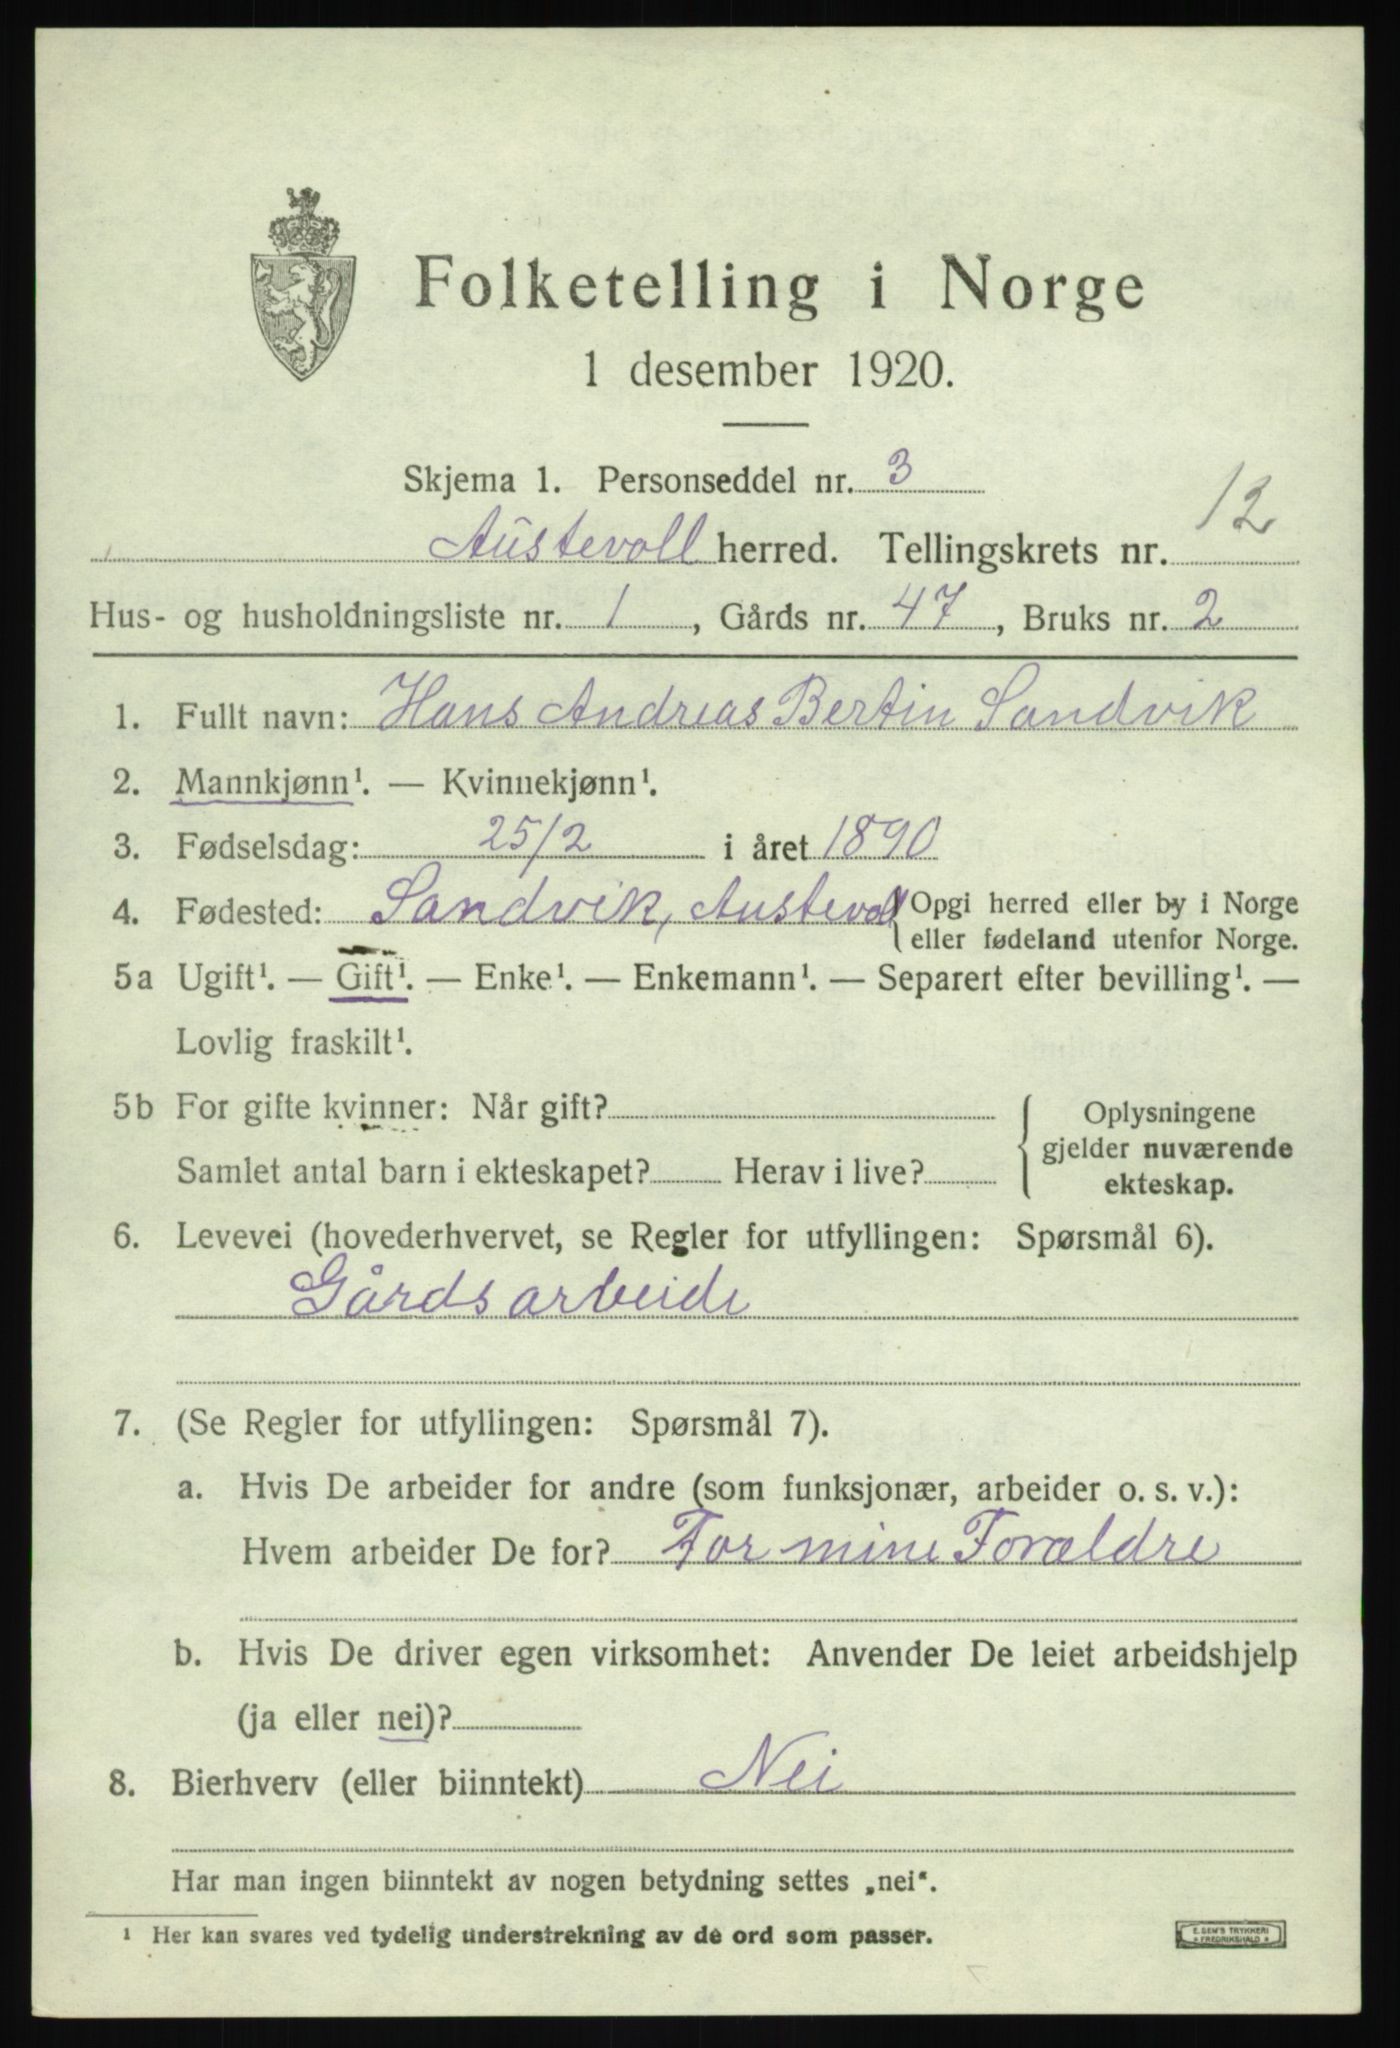 Folketelling i Norge
1 desember 1920.
Skjema 1. Personseddel nr. 3
Austevoll herred. Tellingskrets nr. 12
Hus- og husholdningsliste nr. 1, Gårds nr. 47, Bruks nr. 2
1. Fullt navn: Hans Andreas Bertin Sandvik
2. Mannkjønn¹. — Kvinnekjønn¹.
3. Fødselsdag: 25/2 i året 1890
4. Fødested: Sandvik, Austevoll { Opgi herred eller by i Norge
eller fødeland utenfor Norge.
5a Ugift¹. — Gift¹. — Enke¹. — Enkemann¹. — Separert efter bevilling¹. —
Lovlig fraskilt¹.
5b For gifte kvinner: Når gift? { Oplysningene
gjelder nuværende
Samlet antal barn i ekteskapet? Herav i live? ekteskap.
6. Levevei (hovederhvervet, se Regler for utfyllingen: Spørsmål 6).
Gårdsarbeide
7. (Se Regler for utfyllingen: Spørsmål 7).
a. Hvis De arbeider for andre (som funksjonær, arbeider o. s. v.):
Hvem arbeider De for? For mine Forældre
b. Hvis De driver egen virksomhet: Anvender De leiet arbeidshjelp
(ja eller nei)?
8. Bierhverv (eller biinntekt) Nei
Har man ingen biinntekt av nogen betydning settes „nei“.
¹ Her kan svares ved tydelig understrekning av de ord som passer.
E. SEM'S TRYKKERI
* FREDRIKSHALD *